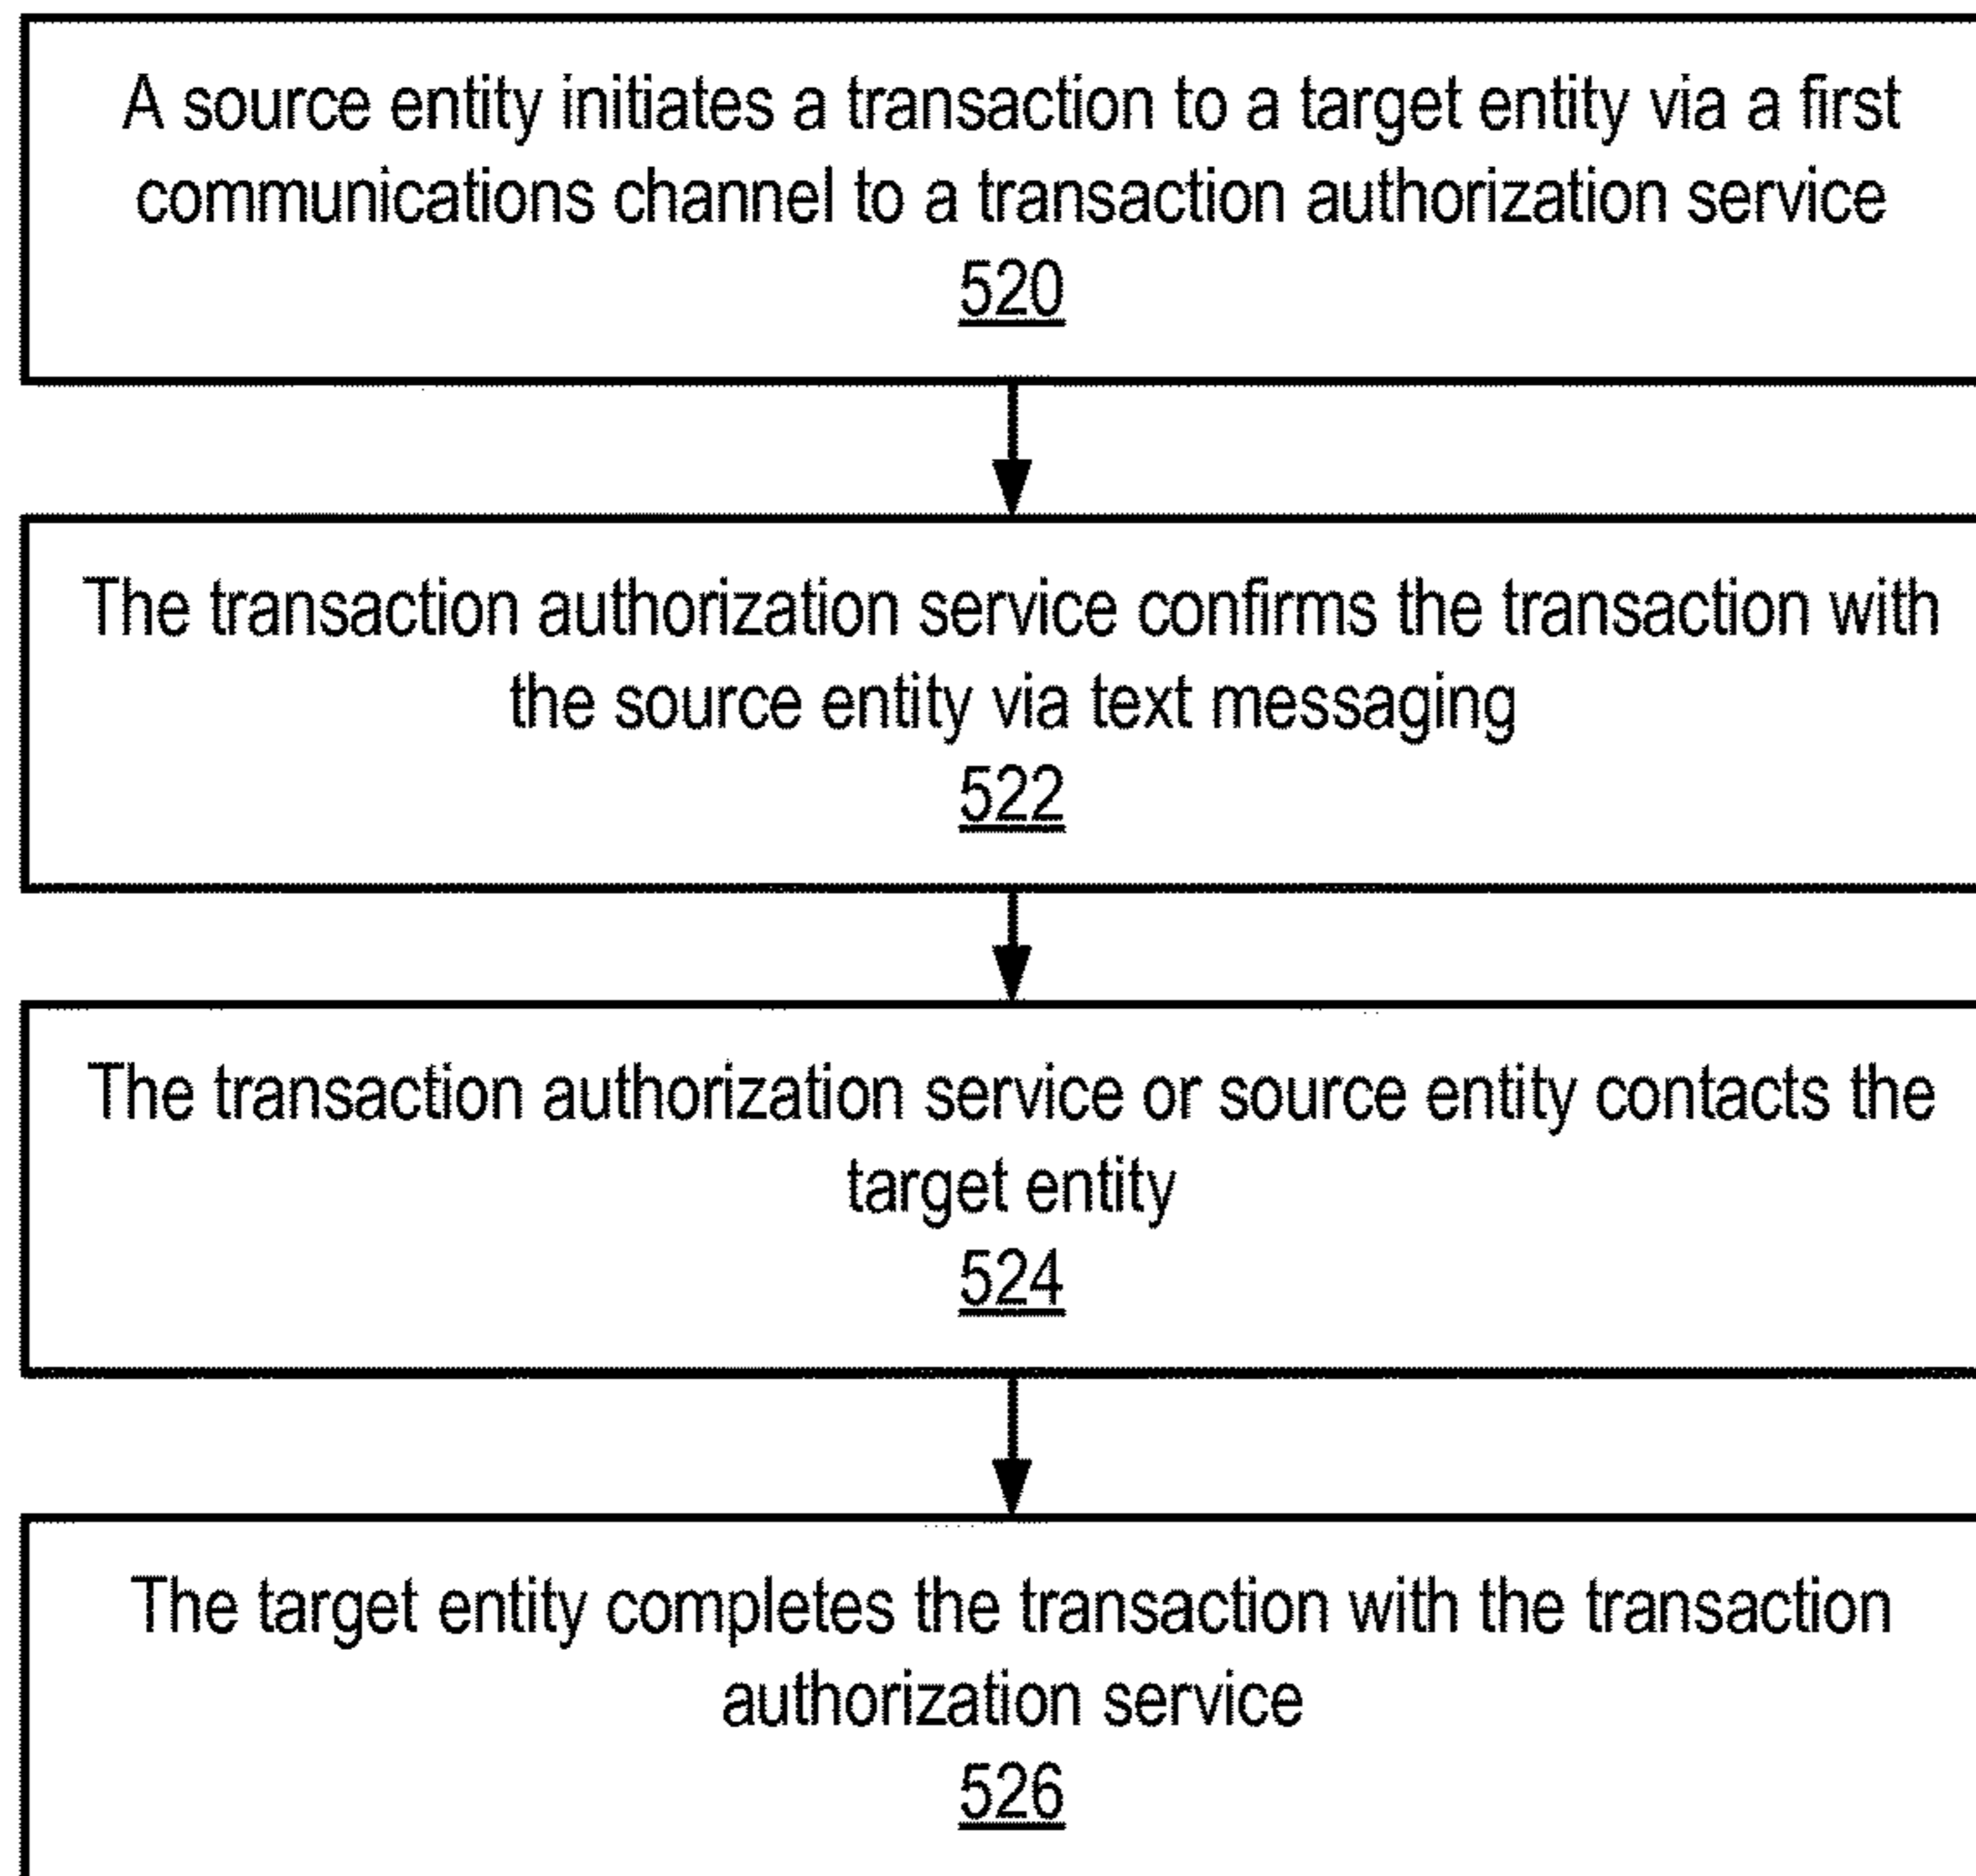 A source entity initiates a transaction to a target entity via a first
communications channel to a transaction authorization service
520
The transaction authorization service confirms the transaction with
the source entity via text messaging
522
The transaction authorization service or source entity contacts the
target entity
524
The target entity completes the transaction with the transaction
authorization service
526